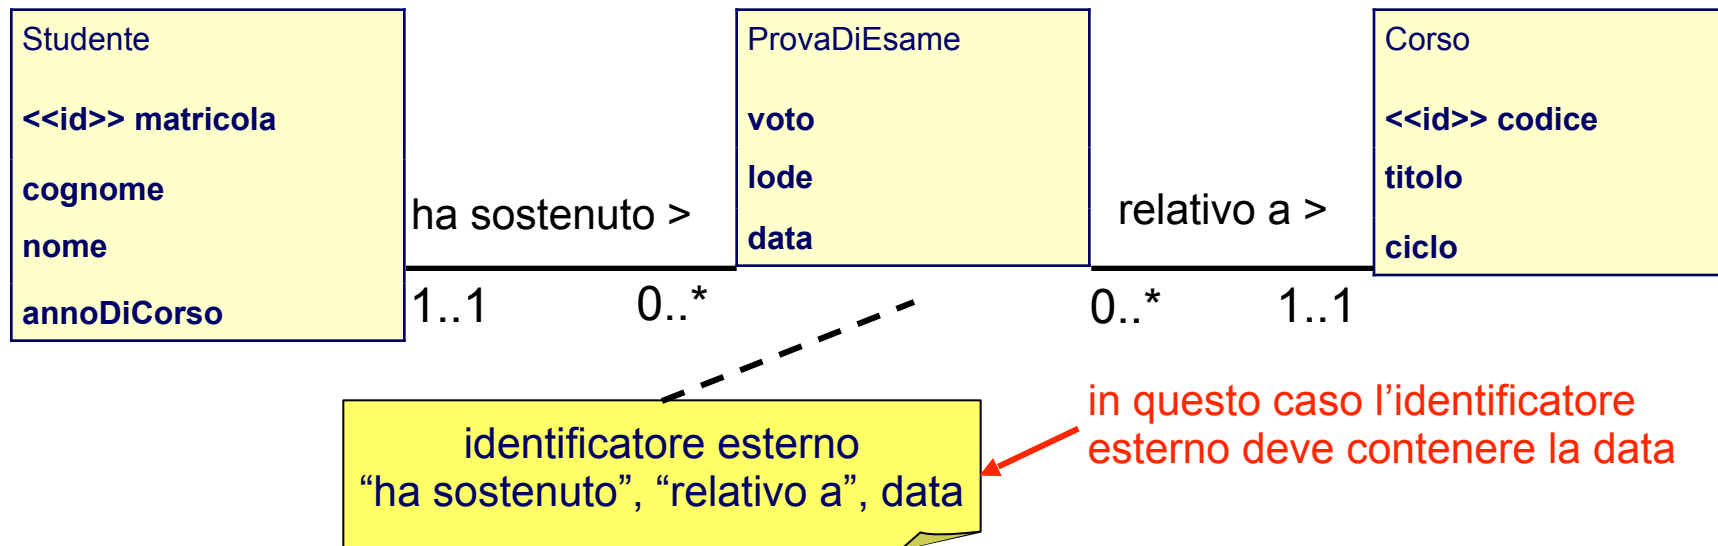 Studente
<<id>> matricola
cognome
nome
annoDiCorso
ha sostenuto >
1..1
0..*
ProvaDiEsame
voto
lode
data
relativo a >
0..*
1..1
Corso
<<id>> codice
titolo
ciclo
identificatore esterno
“ha sostenuto”, “relativo a”, data
in questo caso l’identificatore
esterno deve contenere la data